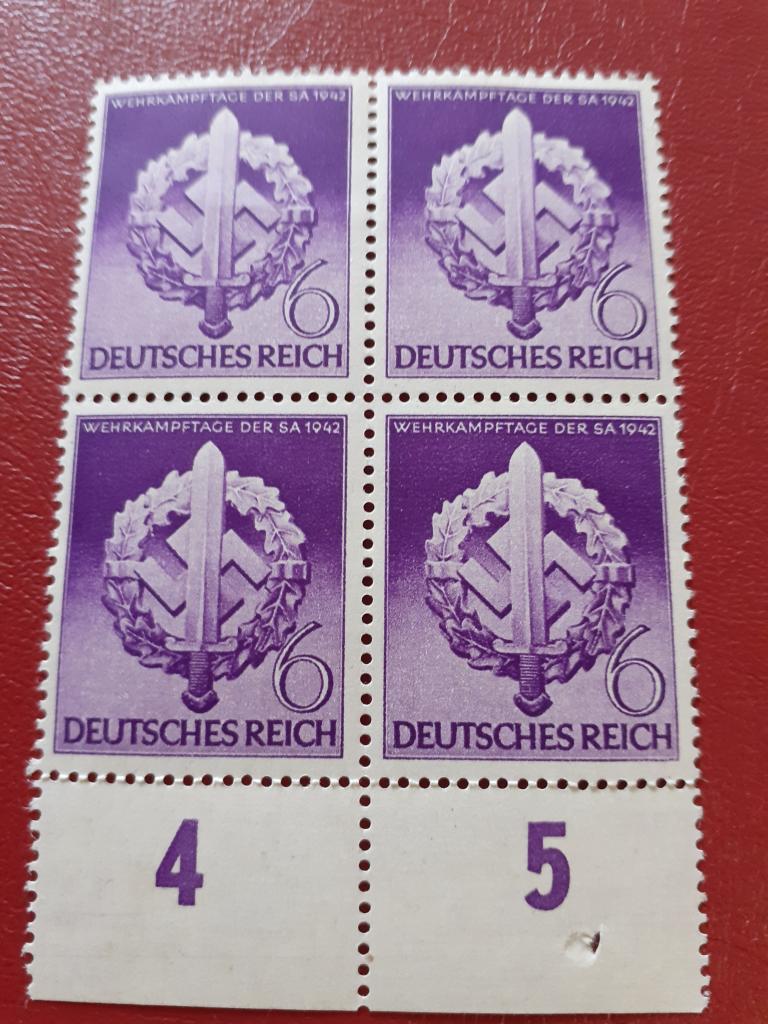 WEHRKAMPFTAGE DER SA 1942
6
DEUTSCHES REICH
WEHRKAMPFTAGE DER SA 1942
6
DEUTSCHES REICH
WEHRKAMPFTAGE DER SA 1942
6
DEUTSCHES REICH
WEHRKAMPFTAGE DER SA 1942
6
DEUTSCHES REICH
4
5